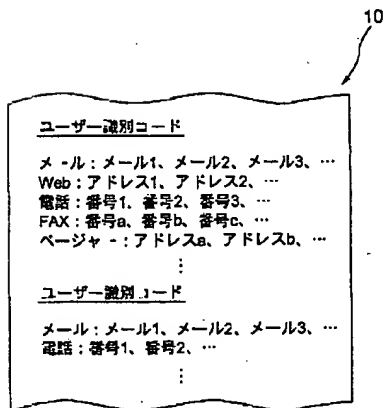 10
ユーザー識別コード
メール：メール1、メール2、メール3、…
Web：アドレス1、アドレス2、…
電話：番号1、番号2、番号3、…
FAX：番号a、番号b、番号c、…
ページャー：アドレスa、アドレスb、…
⋮
ユーザー識別コード
メール：メール1、メール2、メール3、…
電話：番号1、番号2、…
⋮